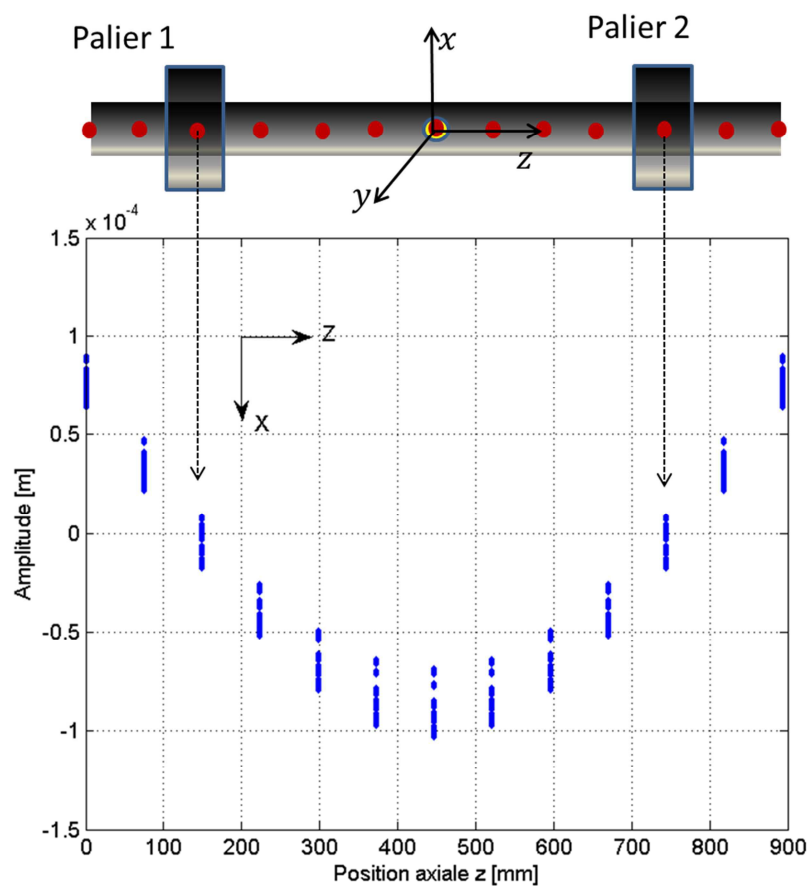 Palier 1
Palier 2
x
z
y
x 10^-4
1.5
1
0.5
0
-0.5
-1
-1.5
z
x
Amplitude [m]
0 100 200 300 400 500 600 700 800 900
Position axiale z [mm]